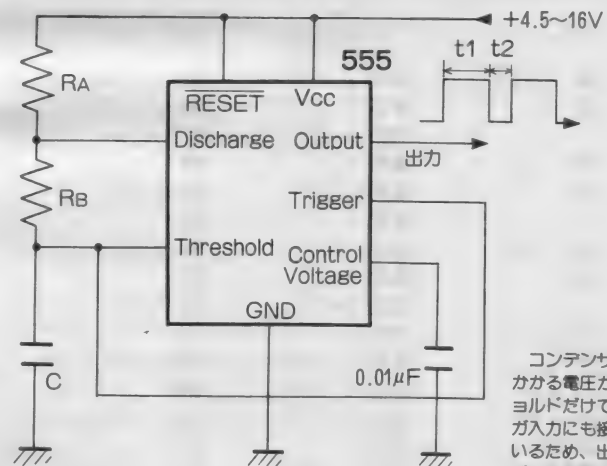 +4.5~16V
t1 t2
555
RA
RESET Vcc
Discharge Output
出力
RB
Trigger
Threshold Control
Voltage
GND
0.01μF
C
コンデンサ
かかる電圧が
ョルドだけで
ガ入力にも接
いるため、出